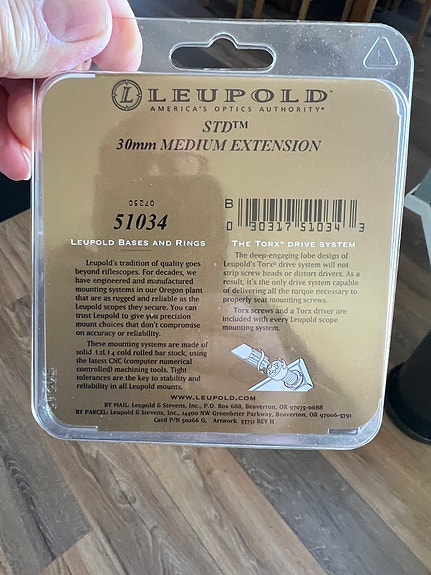 LEUPOLD®
AMERICA'S OPTICS AUTHORITY®
STD™
30mm MEDIUM EXTENSION
07250
51034
B
0 30317 51034 3
LEUPOLD BASES AND RINGS
Leupold's tradition of quality goes
beyond riflescopes. For decades, we
have engineered and manufactured
mounting systems in our Oregon plant
that are as rugged and reliable as the
Leupold scopes they secure. You can
trust Leupold to give you precision
mount choices that don't compromise
on accuracy or reliability.
These mounting systems are made of
solid 12L14 cold rolled bar stock, using
the latest CNC (computer numerical
controlled) machining tools. Tight
tolerances are the key to stability and
reliability in all Leupold mounts.
THE TORX® DRIVE SYSTEM
The deep-engaging lobe design of
Leupold's Torx® drive system will not
strip screw heads or distort drivers. As a
result, it's the only drive system capable
of delivering all the torque necessary to
properly seat mounting screws.
Torx screws and a Torx driver are
included with every Leupold scope
mounting system.
WWW.LEUPOLD.COM
BY MAIL: Leupold & Stevens, Inc., P.O. Box 688, Beaverton, OR 97075-0688
BY PARCEL: Leupold & Stevens, Inc., 14400 NW Greenbrier Parkway, Beaverton, OR 97006-5791
Card P/N 50266 G, Artwork 53751 REV H